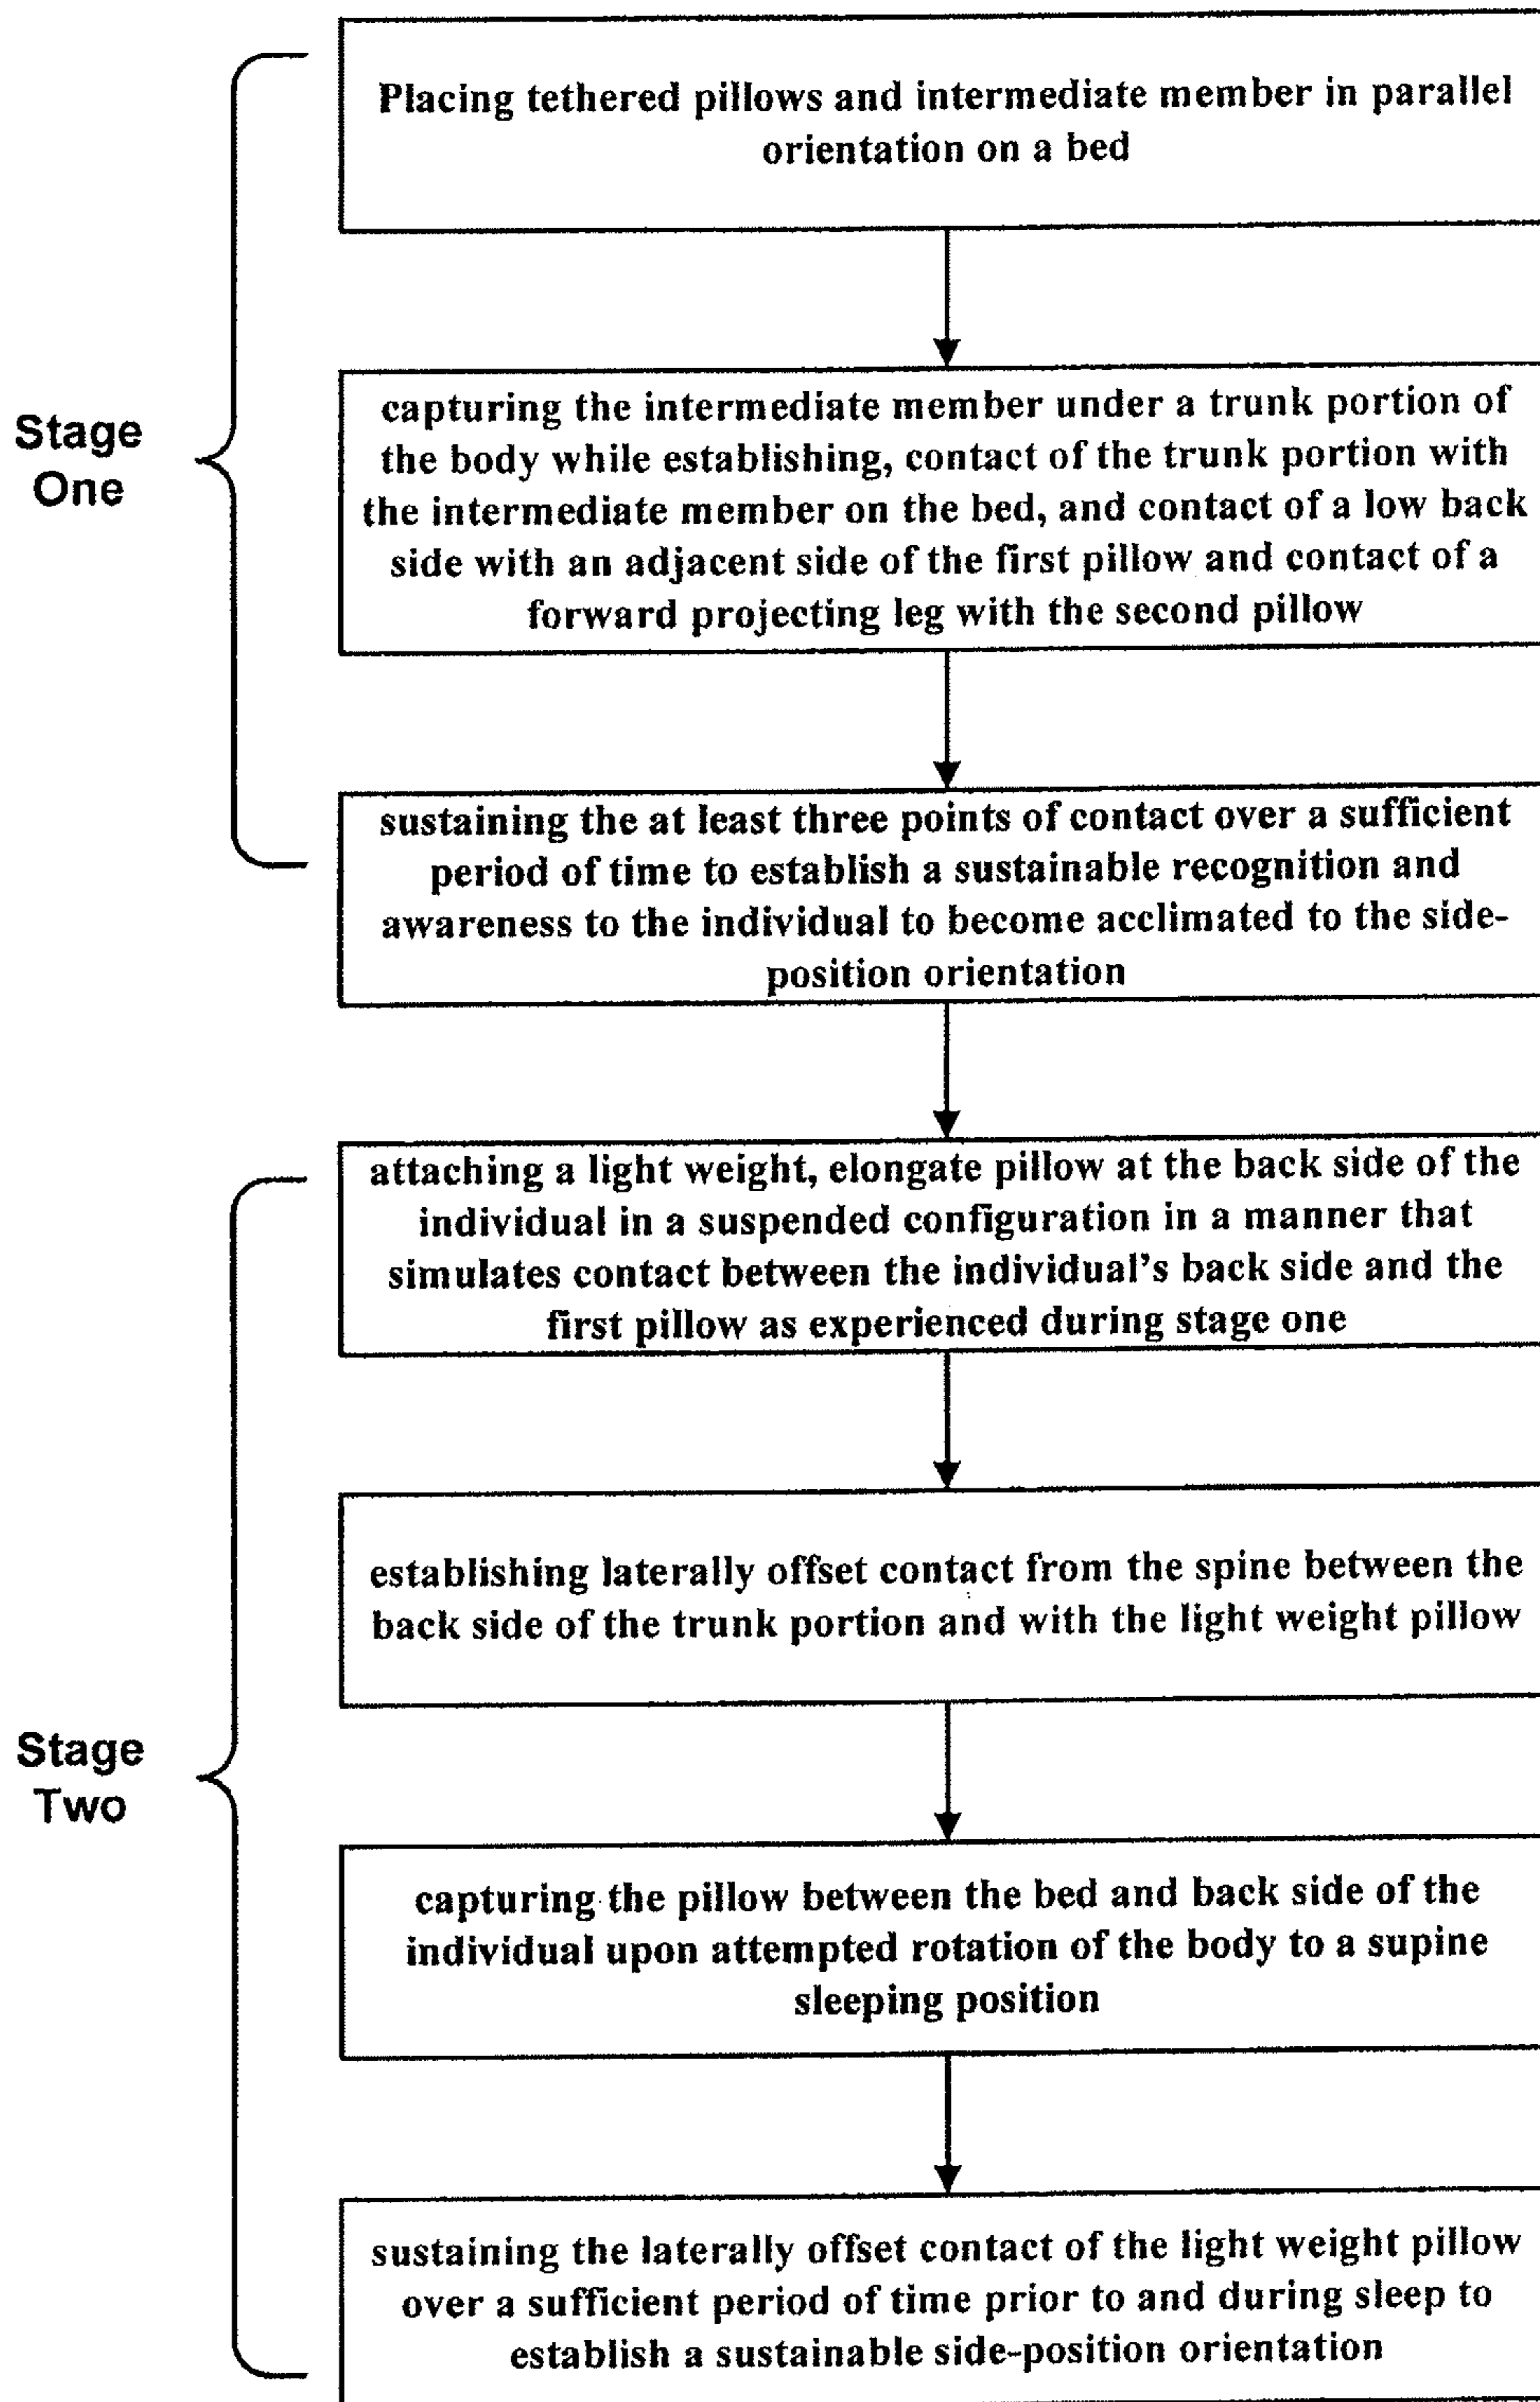 Placing tethered pillows and intermediate member in parallel
orientation on a bed
Stage
One
capturing the intermediate member under a trunk portion of
the body while establishing, contact of the trunk portion with
the intermediate member on the bed, and contact of a low back
side with an adjacent side of the first pillow and contact of a
forward projecting leg with the second pillow
sustaining the at least three points of contact over a sufficient
period of time to establish a sustainable recognition and
awareness to the individual to become acclimated to the side-
position orientation
attaching a light weight, elongate pillow at the back side of the
individual in a suspended configuration in a manner that
simulates contact between the individual's back side and the
first pillow as experienced during stage one
Stage
Two
establishing laterally offset contact from the spine between the
back side of the trunk portion and with the light weight pillow
capturing the pillow between the bed and back side of the
individual upon attempted rotation of the body to a supine
sleeping position
sustaining the laterally offset contact of the light weight pillow
over a sufficient period of time prior to and during sleep to
establish a sustainable side-position orientation